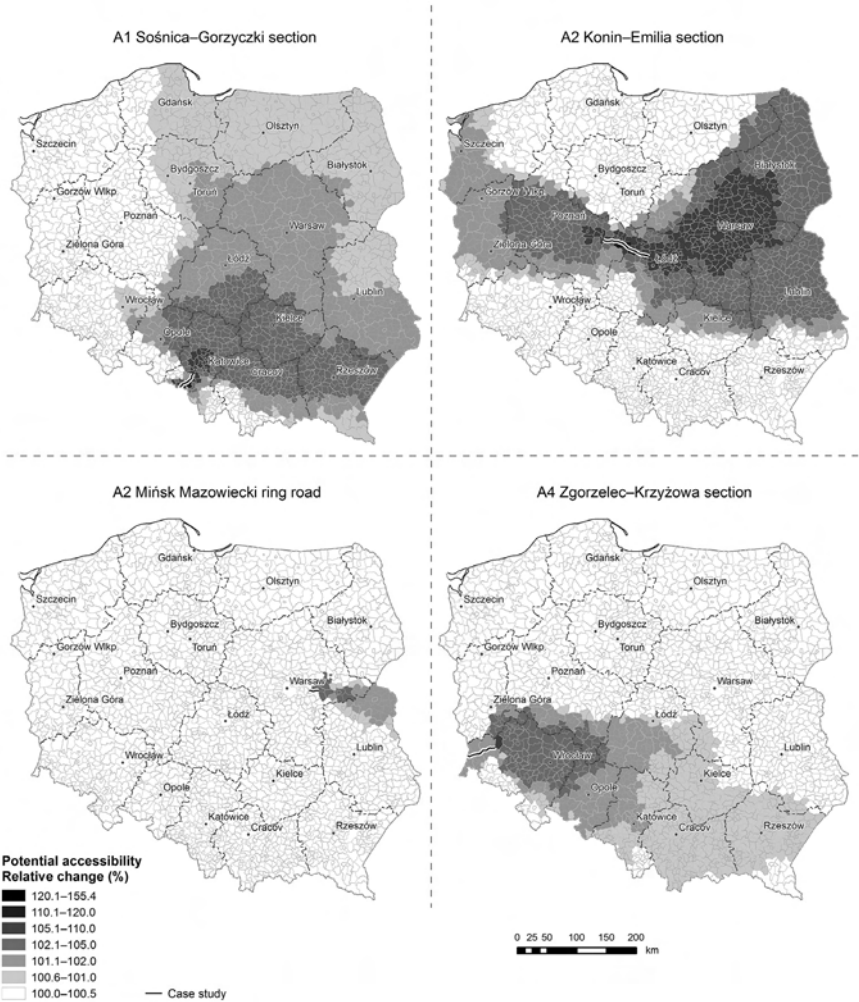 A1 Sośnica–Gorzyczki section
Gdańsk
Olsztyn
Szczecin
Białystok
Bydgoszcz
Toruń
Gorzów Wlkp
Poznań
Warsaw
Zielona Góra
Łódź
Lublin
Wrocław
Kielce
Opole
Katowice
Cracov
Rzeszów
A2 Konin–Emilia section
Gdańsk
Olsztyn
Szczecin
Białystok
Bydgoszcz
Toruń
Gorzów Wlkp
Poznań
Warsaw
Zielona Góra
Łódź
Lublin
Wrocław
Kielce
Opole
Katowice
Cracov
Rzeszów
A2 Mińsk Mazowiecki ring road
Gdańsk
Olsztyn
Szczecin
Białystok
Bydgoszcz
Toruń
Gorzów Wlkp
Poznań
Warsaw
Zielona Góra
Łódź
Lublin
Wrocław
Kielce
Opole
Katowice
Cracov
Rzeszów
A4 Zgorzelec–Krzyżowa section
Gdańsk
Olsztyn
Szczecin
Białystok
Bydgoszcz
Toruń
Gorzów Wlkp
Poznań
Warsaw
Zielona Góra
Łódź
Lublin
Wrocław
Kielce
Opole
Katowice
Cracov
Rzeszów
Potential accessibility
Relative change (%)
120.1–155.4
110.1–120.0
105.1–110.0
102.1–105.0
101.1–102.0
100.6–101.0
100.0–100.5
Case study
0 25 50 100 150 200
km